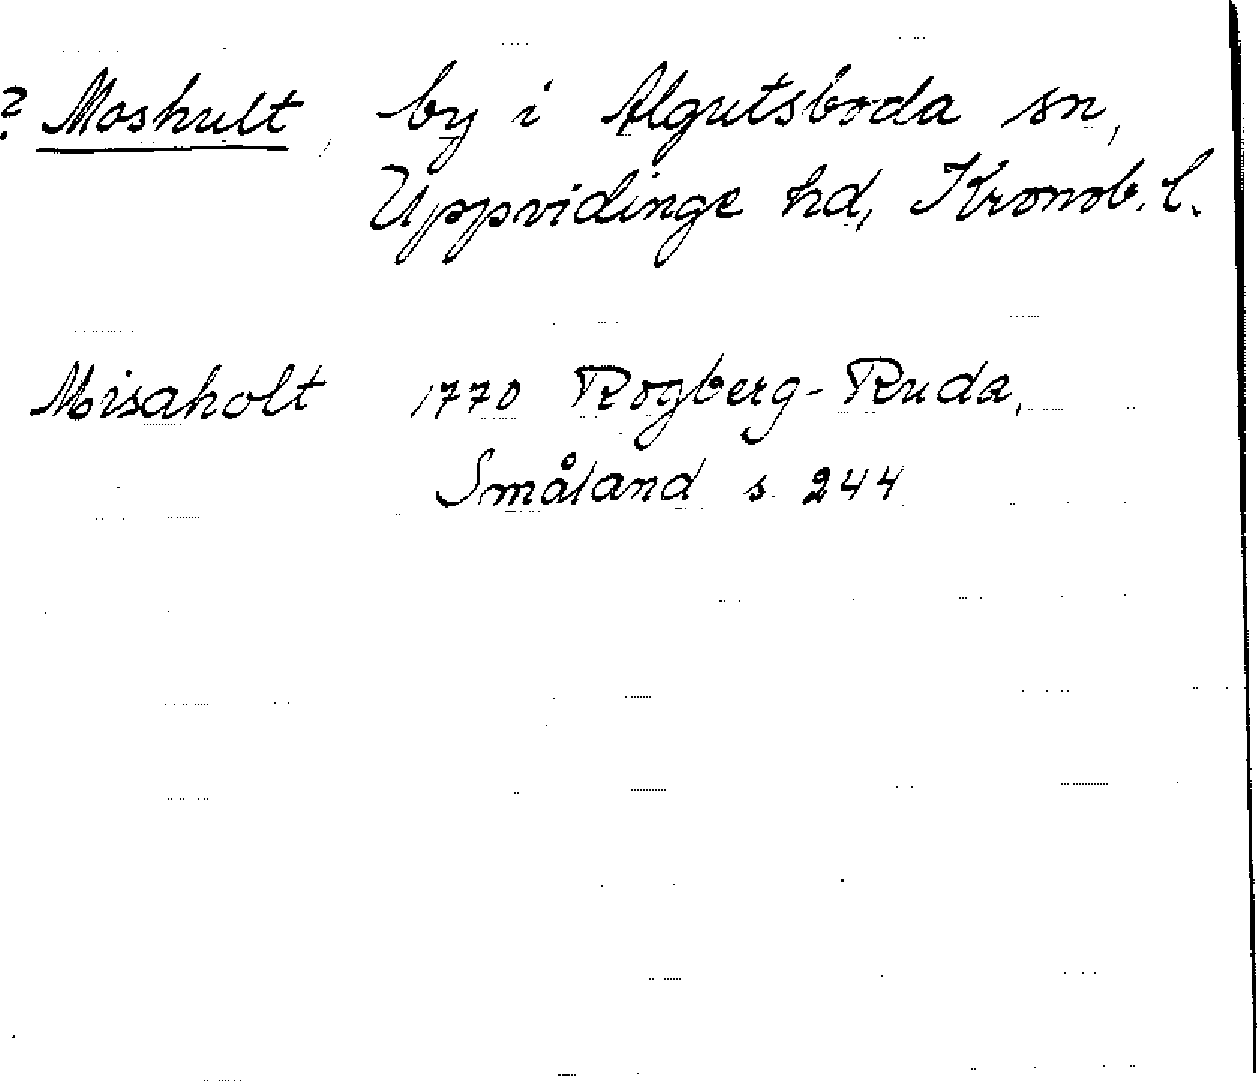 ? Moshult, by i Algutsboda sn,
Uppvidinge hd, Kronob. l.
Misaholt 1770 Rogberg-Ruda,
Småland s. 244